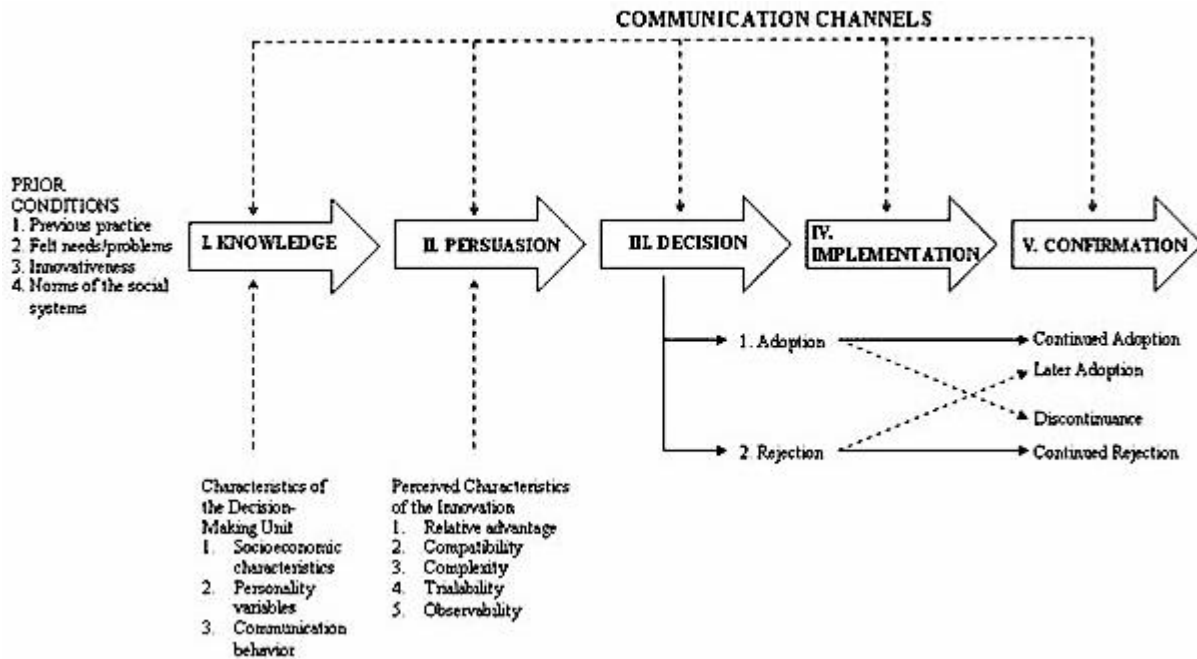 COMMUNICATION CHANNELS
PRIOR
CONDITIONS
1. Previous practice
2. Felt needs/problems
3. Innovativeness
4. Norms of the social
systems
I. KNOWLEDGE
II. PERSUASION
III. DECISION
IV.
IMPLEMENTATION
V. CONFIRMATION
1. Adoption
2. Rejection
Continued Adoption
Later Adoption
Discontinuance
Continued Rejection
Characteristics of
the Decision-
Making Unit
1. Socioeconomic
characteristics
2. Personality
variables
3. Communication
behavior
Perceived Characteristics
of the Innovation
1. Relative advantage
2. Compatibility
3. Complexity
4. Trialability
5. Observability